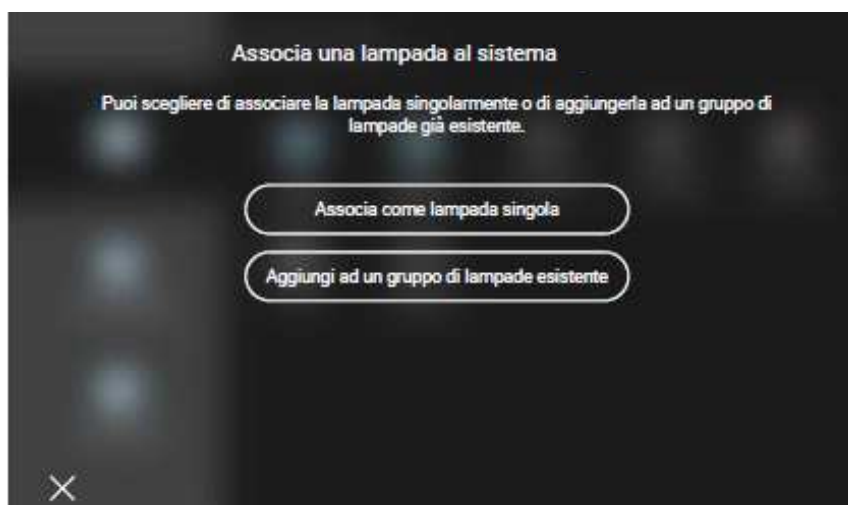 Associa una lampada al sistema
Puoi scegliere di associare la lampada singolarmente o di aggiungerla ad un gruppo di
lampade già esistente.
Associa come lampada singola
Aggiungi ad un gruppo di lampade esistente